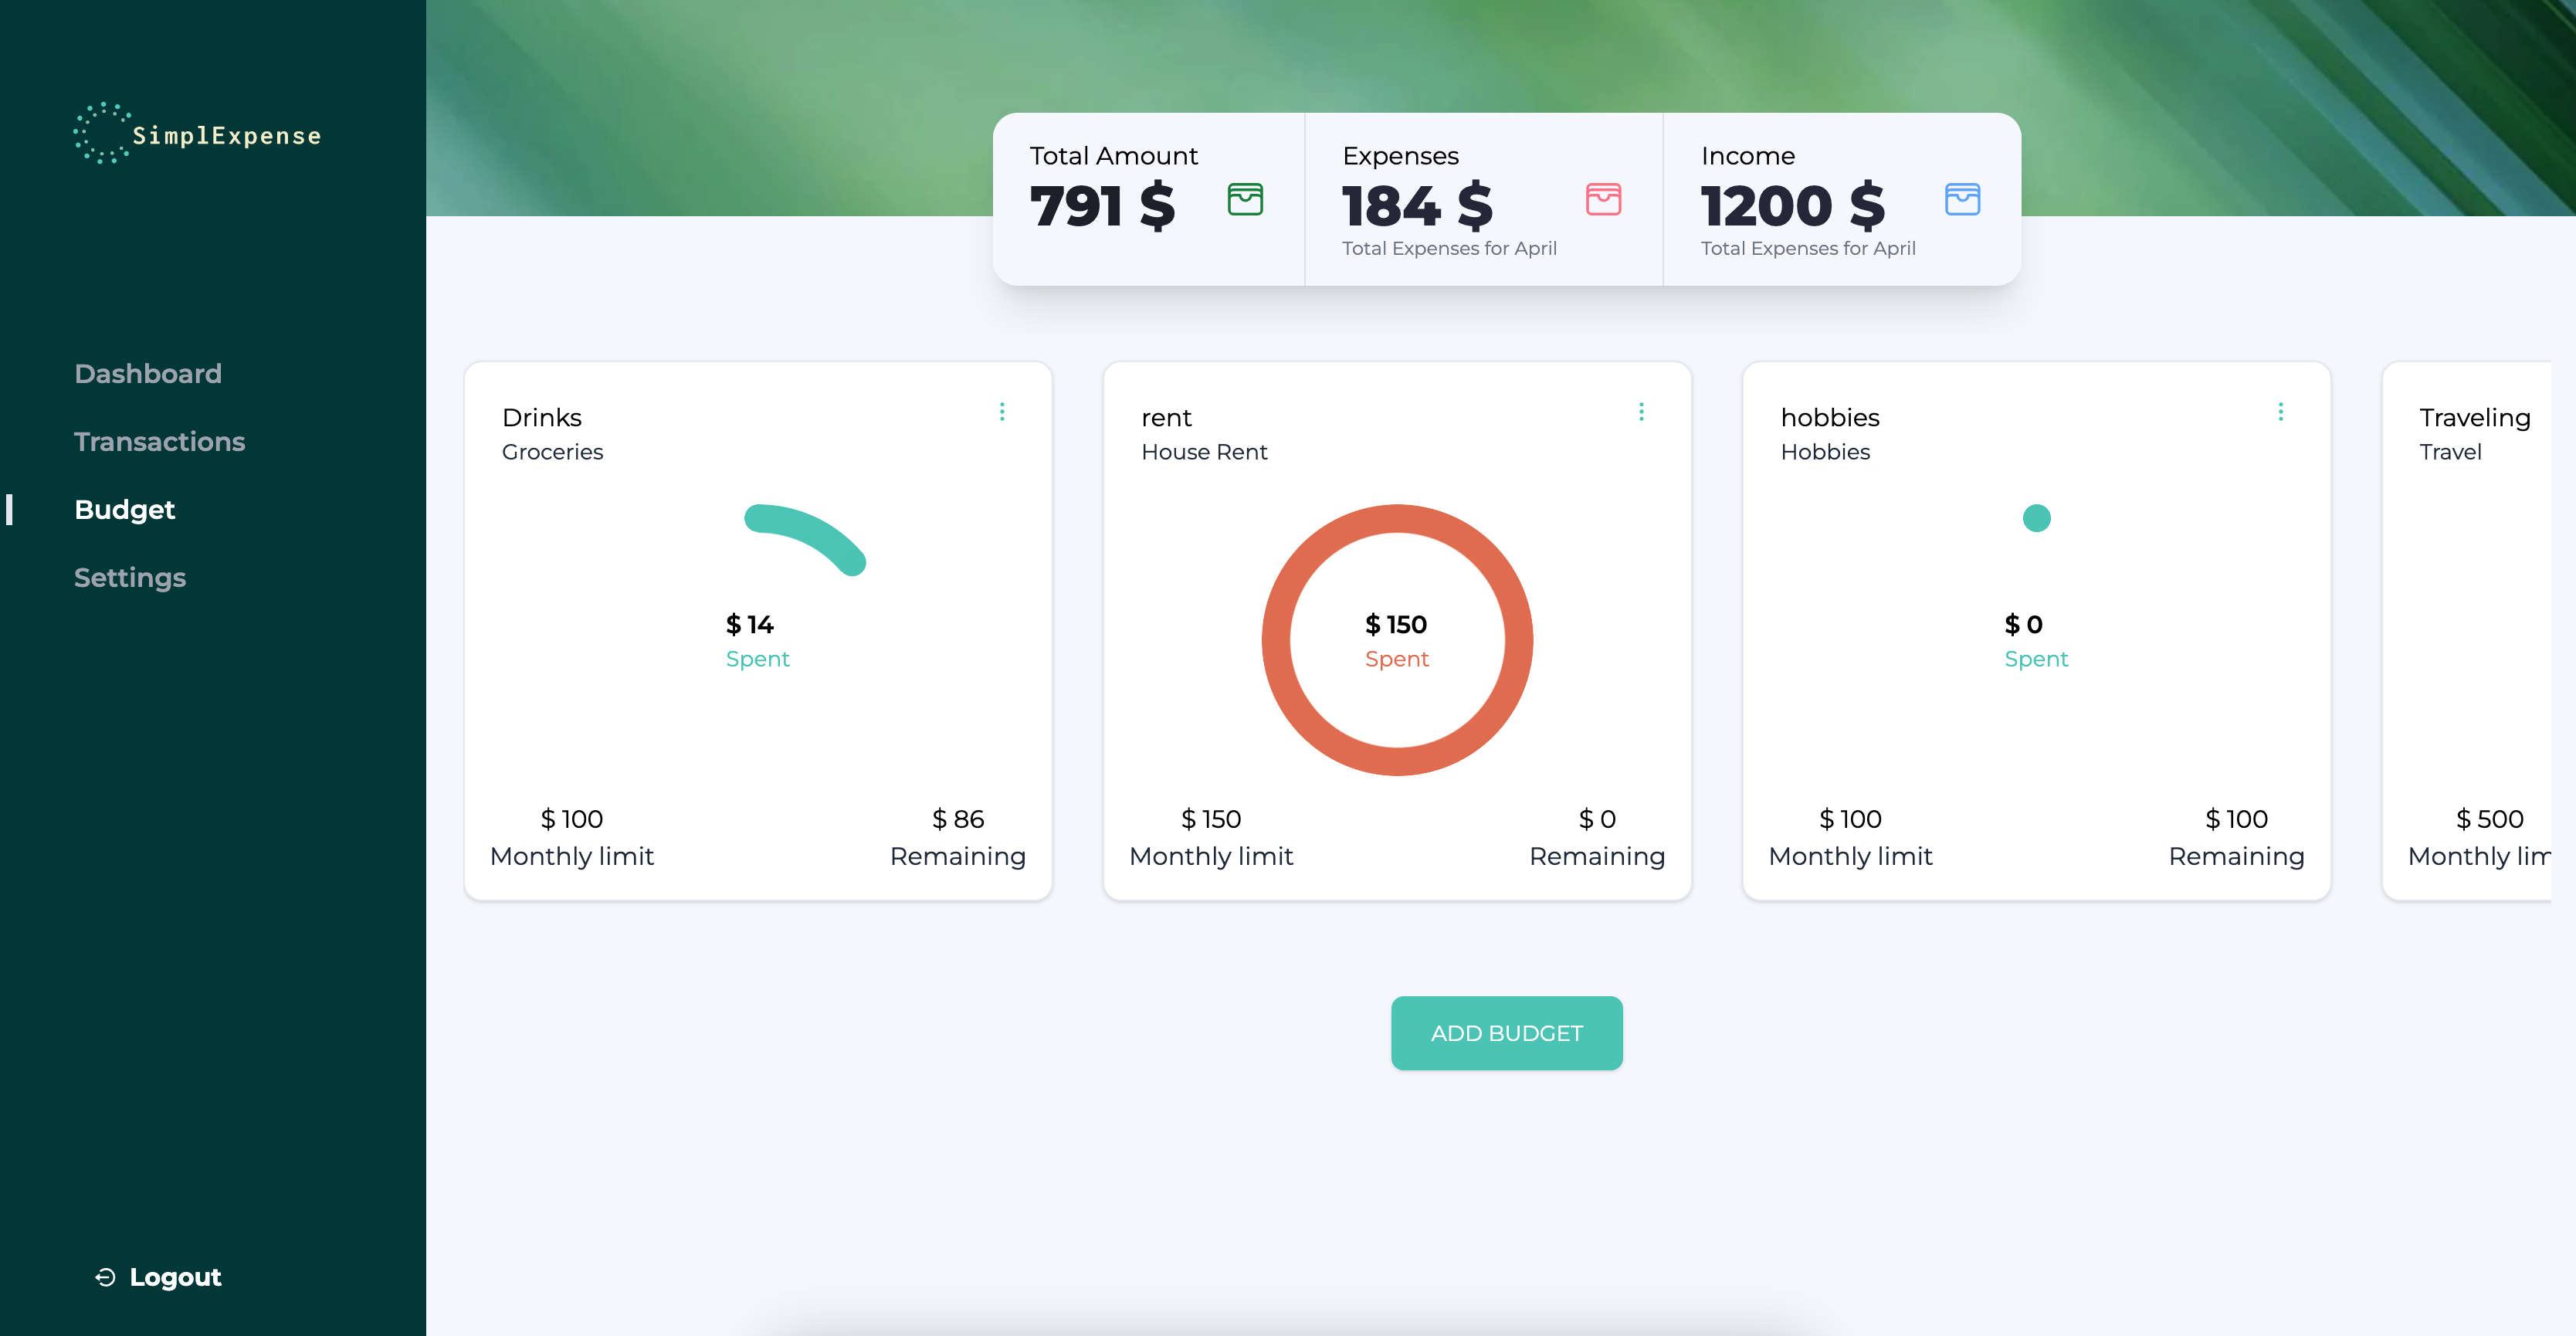 SimplExpense
Dashboard
Transactions
Budget
Settings
Logout
Total Amount
791 $
Expenses
184 $
Total Expenses for April
Income
1200 $
Total Expenses for April
Drinks
Groceries
$ 14
Spent
$ 100
Monthly limit
$ 86
Remaining
rent
House Rent
$ 150
Spent
$ 150
Monthly limit
$ 0
Remaining
hobbies
Hobbies
$ 0
Spent
$ 100
Monthly limit
$ 100
Remaining
Traveling
Travel
$ 500
Monthly lim
ADD BUDGET